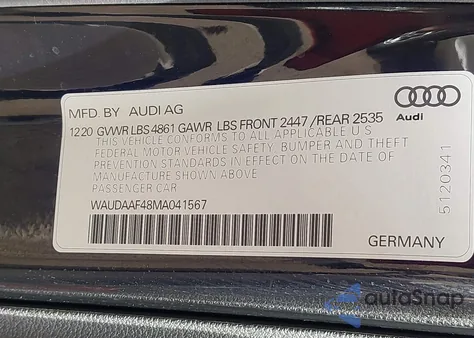 MFD. BY AUDI AG
12 20 GVWR LBS 4861 GAWR LBS FRONT 2447 /REAR 2535
THIS VEHICLE CONFORMS TO ALL APPLICABLE U S
FEDERAL MOTOR VEHICLE SAFETY, BUMPER AND THEFT
PREVENTION STANDARDS IN EFFECT ON THE DATE OF
MANUFACTURE SHOWN ABOVE
PASSENGER CAR
WAUDAAF48MA041567
Audi
5120341
GERMANY
autoSnap